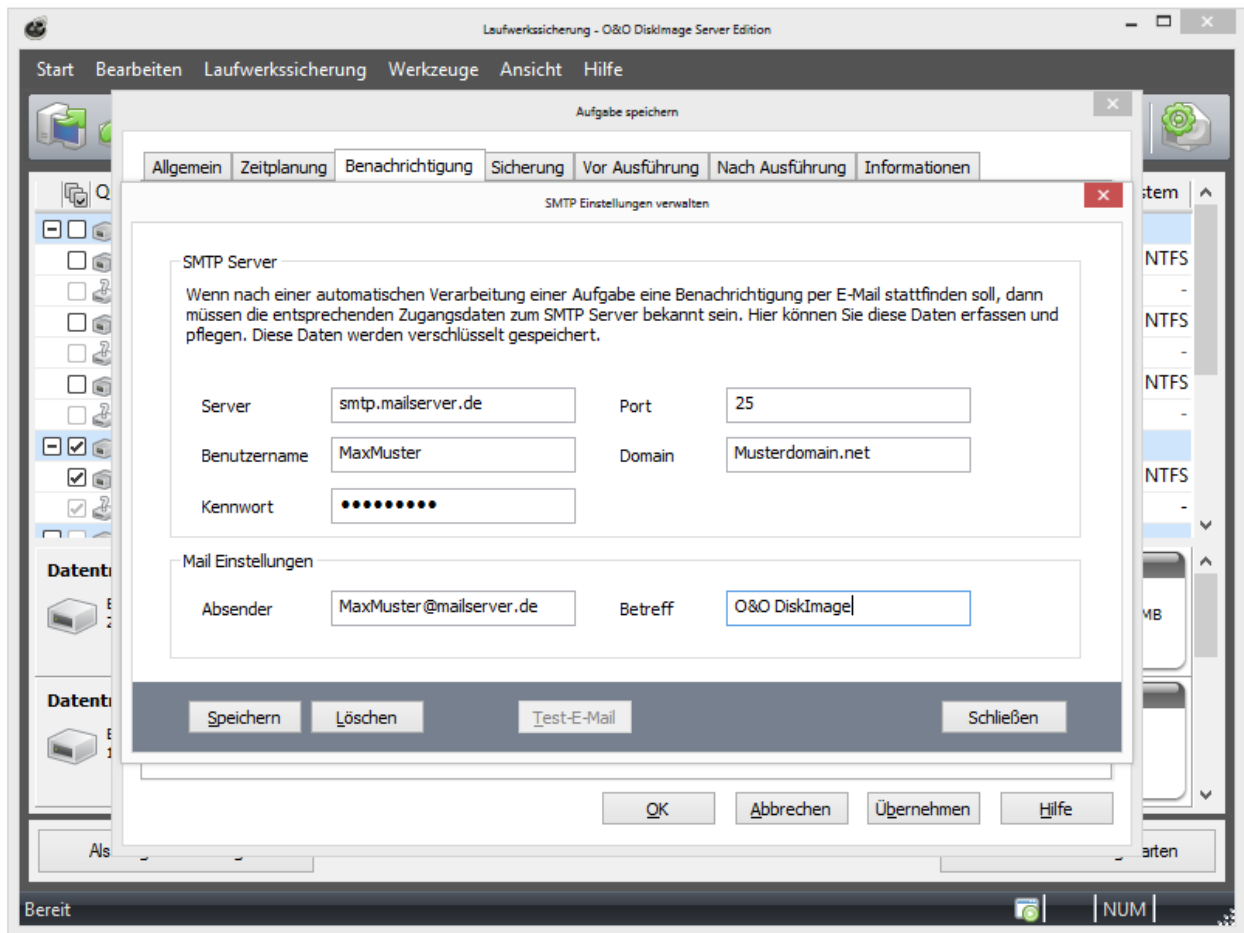 Laufwerkssicherung - O&O DiskImage Server Edition
Start Bearbeiten Laufwerkssicherung Werkzeuge Ansicht Hilfe
Aufgabe speichern
Allgemein Zeitplanung Benachrichtigung Sicherung Vor Ausführung Nach Ausführung Informationen
SMTP Einstellungen verwalten
SMTP Server
NTFS
Wenn nach einer automatischen Verarbeitung einer Aufgabe eine Benachrichtigung per E-Mail stattfinden soll, dann
-
müssen die entsprechenden Zugangsdaten zum SMTP Server bekannt sein. Hier können Sie diese Daten erfassen und
NTFS
pflegen. Diese Daten werden verschlüsselt gespeichert.
-
NTFS
Server smtp.mailserver.de Port 25
-
Benutzername MaxMuster Domain Musterdomain.net
NTFS
Kennwort •••••••••
-
Mail Einstellungen
Absender MaxMuster@mailserver.de Betreff O&O DiskImage
MB
Speichern Löschen Test-E-Mail Schließen
OK Abbrechen Übernehmen Hilfe
Als
Bereit NUM